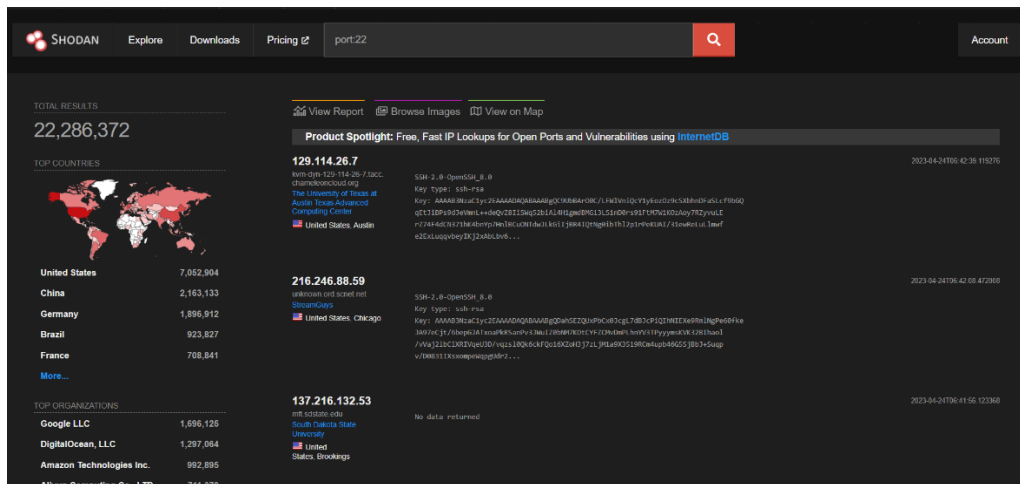 SHODAN Explore Downloads Pricing port:22 Account
TOTAL RESULTS
22,286,372
TOP COUNTRIES
United States 7,052,904
China 2,163,133
Germany 1,896,912
Brazil 923,827
France 708,841
More...
TOP ORGANIZATIONS
Google LLC 1,696,125
DigitalOcean, LLC 1,297,064
Amazon Technologies Inc. 992,895
View Report Browse Images View on Map
Product Spotlight: Free, Fast IP Lookups for Open Ports and Vulnerabilities using InternetDB
129.114.26.7
kvm-dyn-129-114-26-7.tacc.
chameleoncloud.org
The University of Texas at
Austin Texas Advanced
Computing Center
United States, Austin
2023-04-24T06:42:39.119276
SSH-2.0-OpenSSH_8.0
Key type: ssh-rsa
Key:
216.246.88.59
unknown.ord.scnet.net
StreamGuys
United States, Chicago
2023-04-24T06:42:08.472068
SSH-2.0-OpenSSH_8.0
Key type: ssh-rsa
Key:
137.216.132.53
mft.sdstate.edu
South Dakota State
University
United
States, Brookings
2023-04-24T06:41:56.123360
No data returned